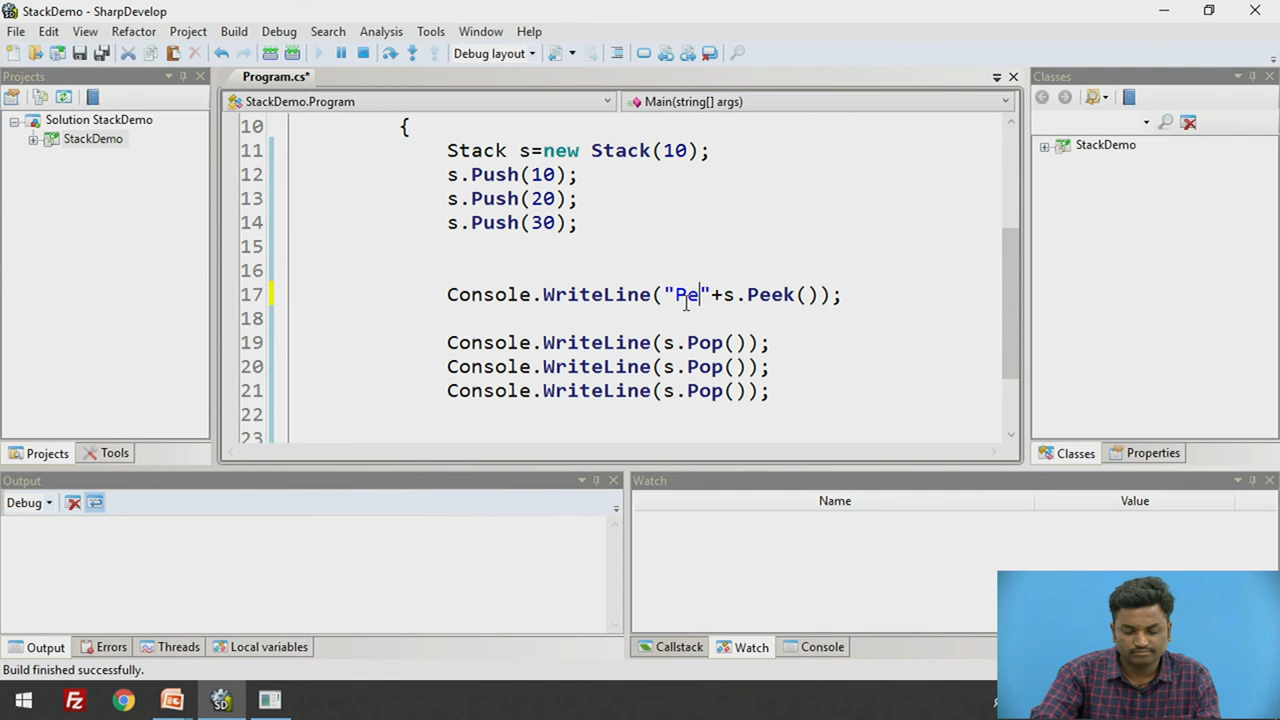 StackDemo - SharpDevelop
File Edit View Refactor Project Build Debug Search Analysis Tools Window Help
Debug layout
Projects
Program.cs*
Classes
StackDemo.Program
Main(string[] args)
Solution StackDemo
StackDemo
StackDemo
10 {
11 Stack s=new Stack(10);
12 s.Push(10);
13 s.Push(20);
14 s.Push(30);
15
16
17 Console.WriteLine("Pe"+s.Peek());
18
19 Console.WriteLine(s.Pop());
20 Console.WriteLine(s.Pop());
21 Console.WriteLine(s.Pop());
22
23
Projects Tools
Classes Properties
Output
Watch
Debug
Name Value
Output Errors Threads Local variables
Callstack Watch Console
Build finished successfully.
Fz
SD